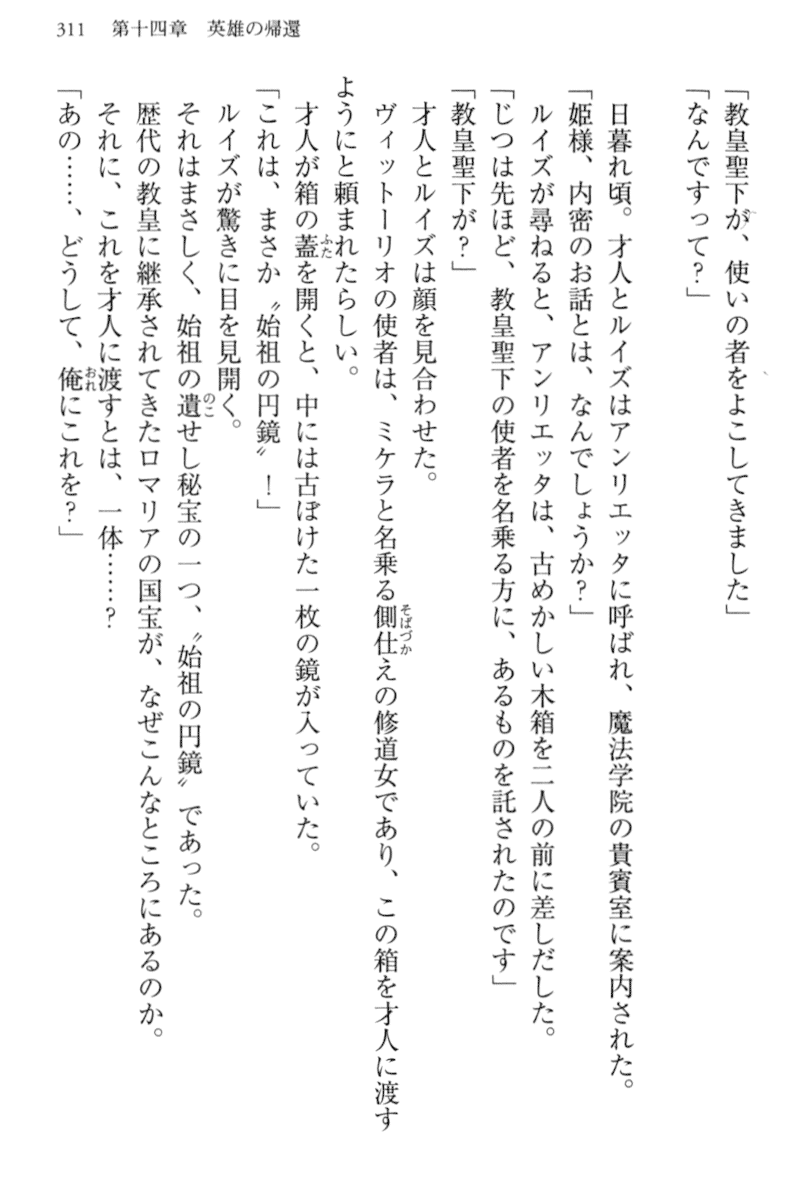 311　第十四章　英雄の帰還
「教皇聖下が、使いの者をよこしてきました」
「なんですって？」
日暮れ頃。才人とルイズはアンリエッタに呼ばれ、魔法学院の貴賓室に案内された。
「姫様、内密のお話とは、なんでしょうか？」
ルイズが尋ねると、アンリエッタは、古めかしい木箱を二人の前に差しだした。
「じつは先ほど、教皇聖下の使者を名乗る方に、あるものを託されたのです」
「教皇聖下が？」
才人とルイズは顔を見合わせた。
ヴィットーリオの使者は、ミケラと名乗る側仕えの修道女であり、この箱を才人に渡す
そばづか
ようにと頼まれたらしい。
才人が箱の蓋を開くと、中には古ぼけた一枚の鏡が入っていた。
ふた
「これは、まさか〝始祖の円鏡〟！」
ルイズが驚きに目を見開く。
それはまさしく、始祖の遺せし秘宝の一つ、〝始祖の円鏡〟であった。
のこ
歴代の教皇に継承されてきたロマリアの国宝が、なぜこんなところにあるのか。
それに、これを才人に渡すとは、一体……？
「あの……、どうして、俺にこれを？」
おれ